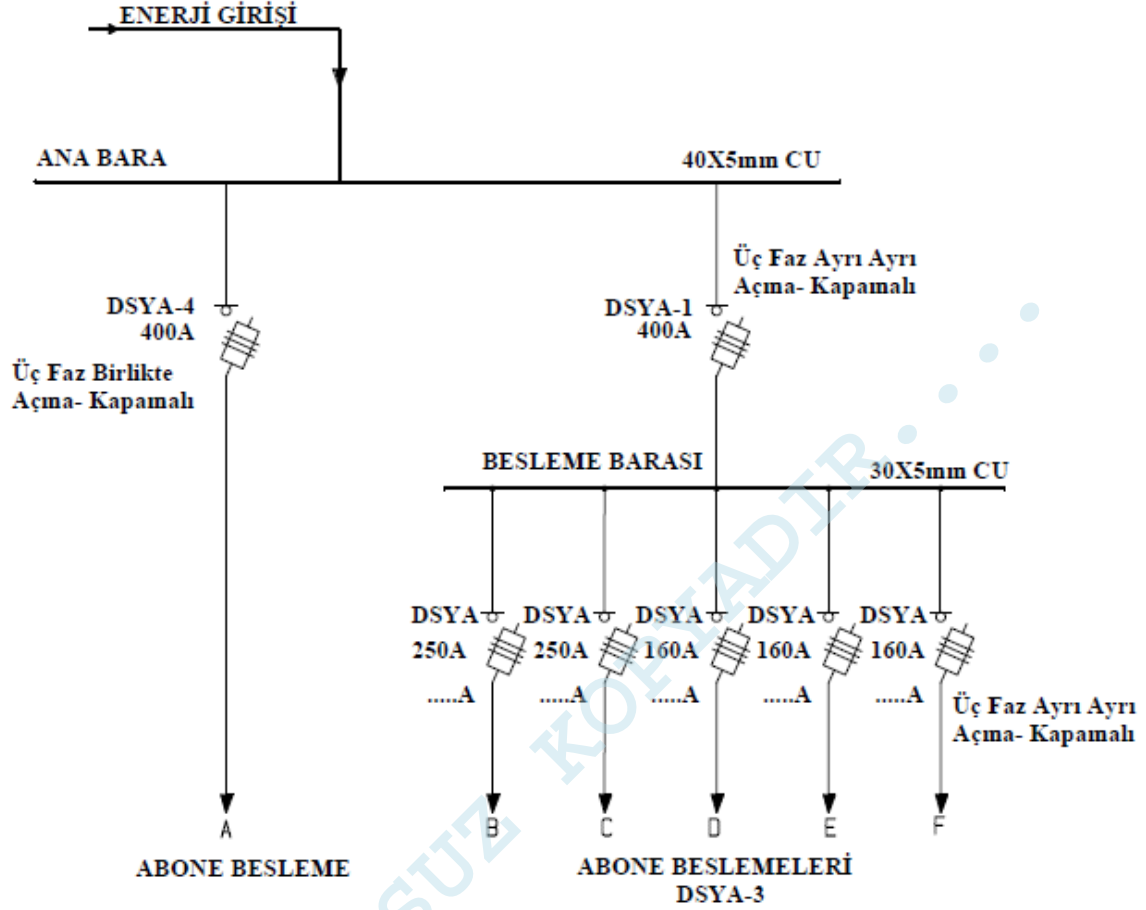 ENERJİ GİRİŞİ
ANA BARA
40X5mm CU
Üç Faz Ayrı Ayrı
Açma- Kapamalı
DSYA-4
400A
DSYA-1
400A
Üç Faz Birlikte
Açma- Kapamalı
BESLEME BARASI
30X5mm CU
DSYA DSYA DSYA DSYA DSYA
250A 250A 160A 160A 160A
.....A .....A .....A .....A .....A
Üç Faz Ayrı Ayrı
Açma- Kapamalı
A B C D E F
ABONE BESLEME
ABONE BESLEMELERİ
DSYA-3
SUZ KOPYADIR....